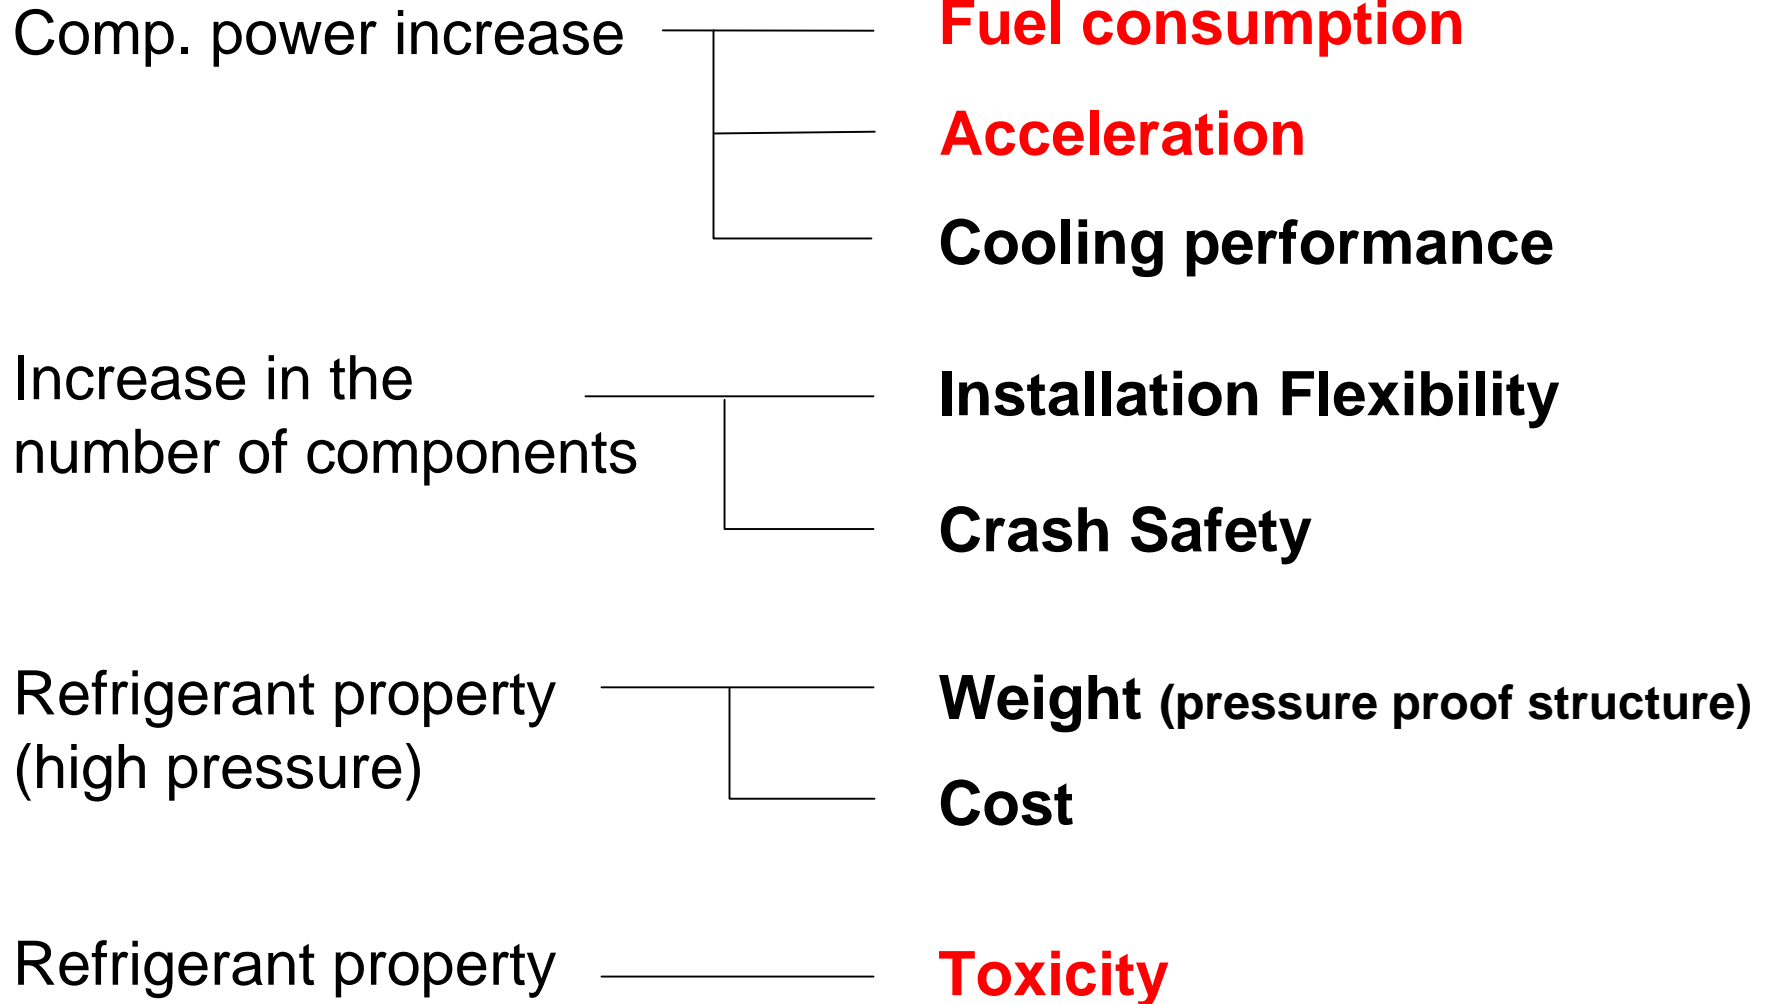 Comp. power increase
Fuel consumption
Acceleration
Cooling performance
Increase in the
number of components
Installation Flexibility
Crash Safety
Refrigerant property
(high pressure)
Weight (pressure proof structure)
Cost
Refrigerant property
Toxicity